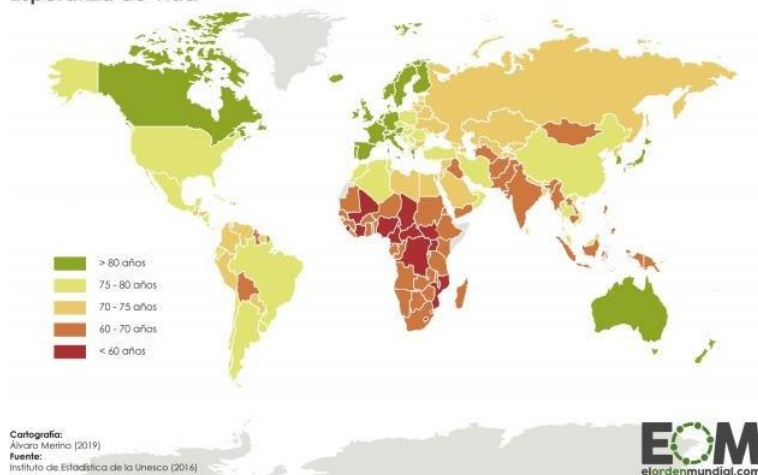 > 80 años
75 - 80 años
70 - 75 años
60 - 70 años
< 60 años
Cartografía:
Álvaro Merino (2019)
Fuente:
Instituto de Estadística de la Unesco (2016)
EOM
elordenmundial.com